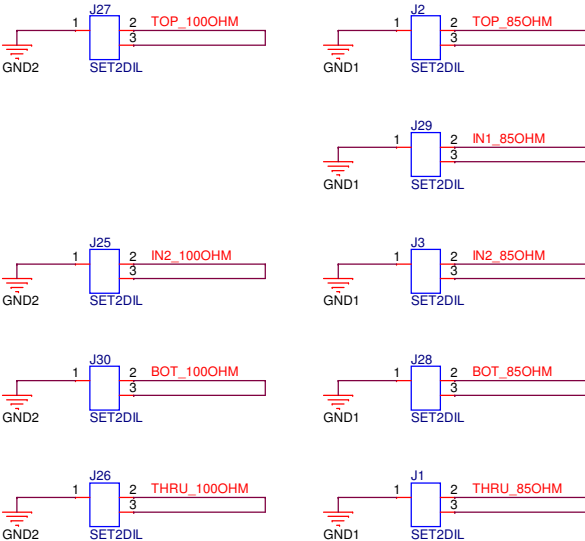 J27
1 2 TOP_100OHM
3
GND2 SET2DIL
J2
1 2 TOP_85OHM
3
GND1 SET2DIL
J29
1 2 IN1_85OHM
3
GND1 SET2DIL
J25
1 2 IN2_100OHM
3
GND2 SET2DIL
J3
1 2 IN2_85OHM
3
GND1 SET2DIL
J30
1 2 BOT_100OHM
3
GND2 SET2DIL
J28
1 2 BOT_85OHM
3
GND1 SET2DIL
J26
1 2 THRU_100OHM
3
GND2 SET2DIL
J1
1 2 THRU_85OHM
3
GND1 SET2DIL